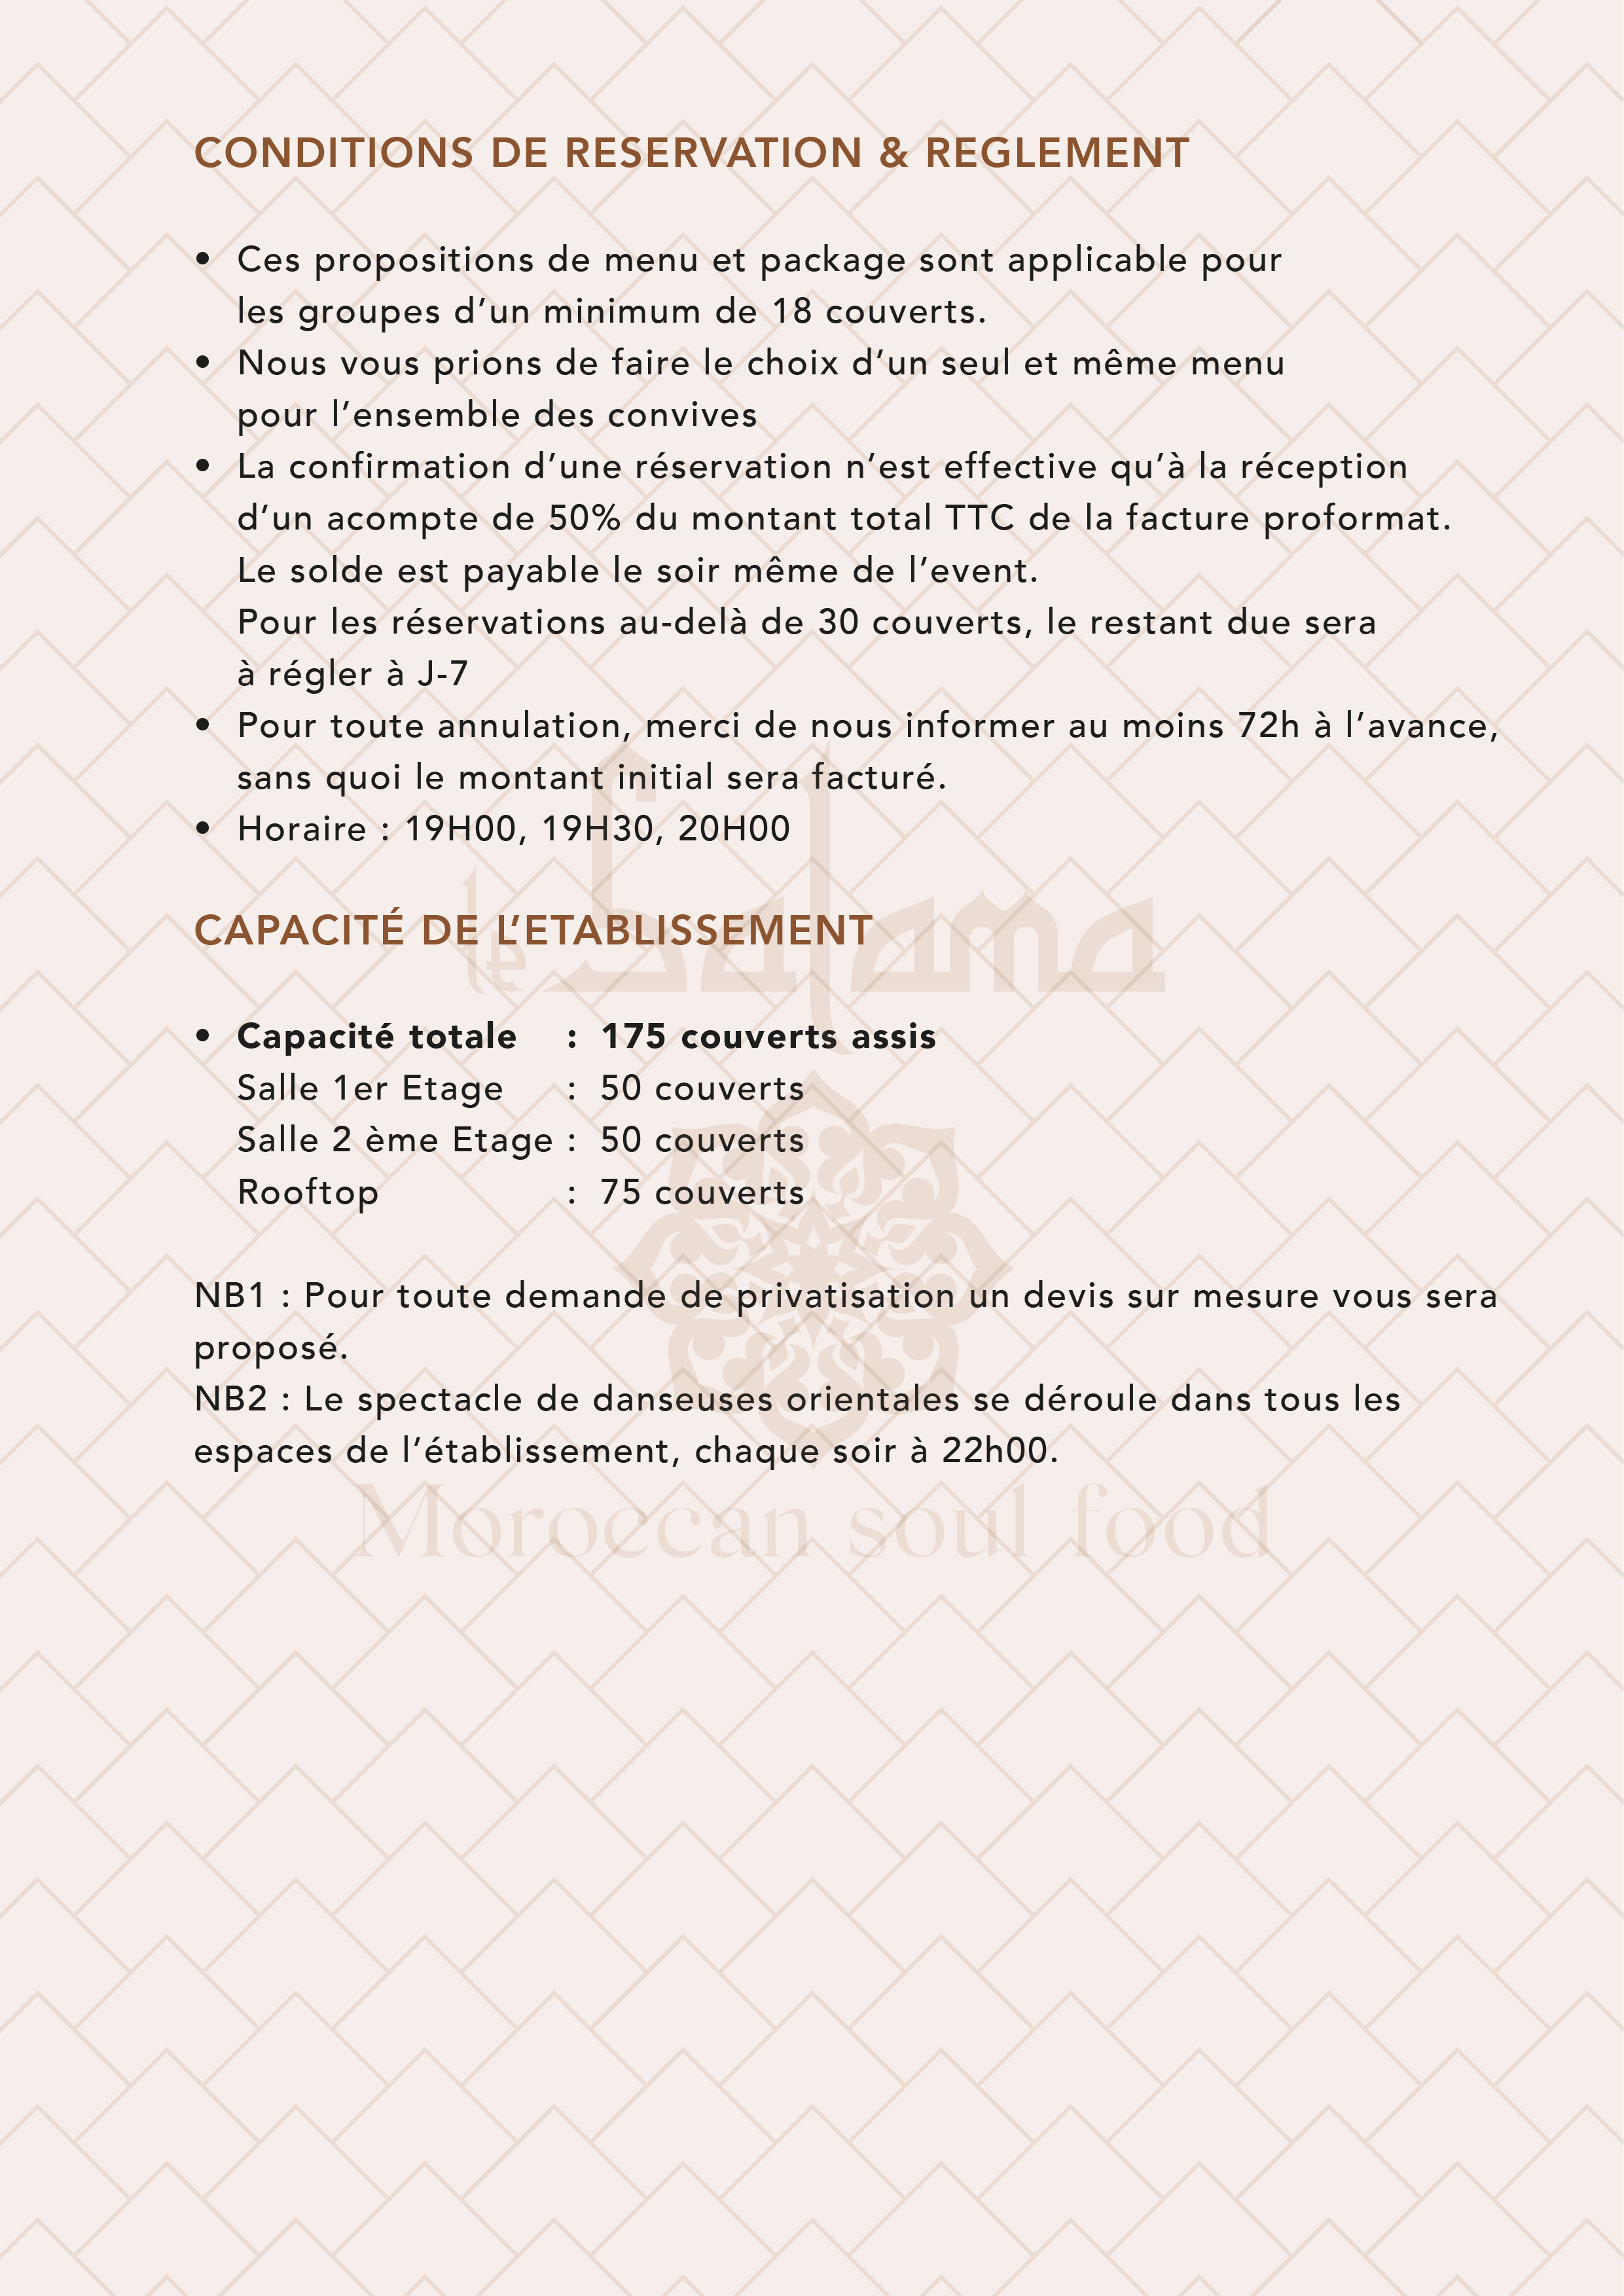 CONDITIONS DE RESERVATION & REGLEMENT
• Ces propositions de menu et package sont applicable pour
les groupes d’un minimum de 18 couverts.
• Nous vous prions de faire le choix d’un seul et même menu
pour l’ensemble des convives
• La confirmation d’une réservation n’est effective qu’à la réception
d’un acompte de 50% du montant total TTC de la facture proformat.
Le solde est payable le soir même de l’event.
Pour les réservations au-delà de 30 couverts, le restant due sera
à régler à J-7
• Pour toute annulation, merci de nous informer au moins 72h à l’avance,
sans quoi le montant initial sera facturé.
• Horaire : 19H00, 19H30, 20H00
le Salama
CAPACITÉ DE L’ETABLISSEMENT
• Capacité totale : 175 couverts assis
Salle 1er Etage : 50 couverts
Salle 2 ème Etage : 50 couverts
Rooftop : 75 couverts
NB1 : Pour toute demande de privatisation un devis sur mesure vous sera
proposé.
NB2 : Le spectacle de danseuses orientales se déroule dans tous les
espaces de l’établissement, chaque soir à 22h00.
Moroccan soul food